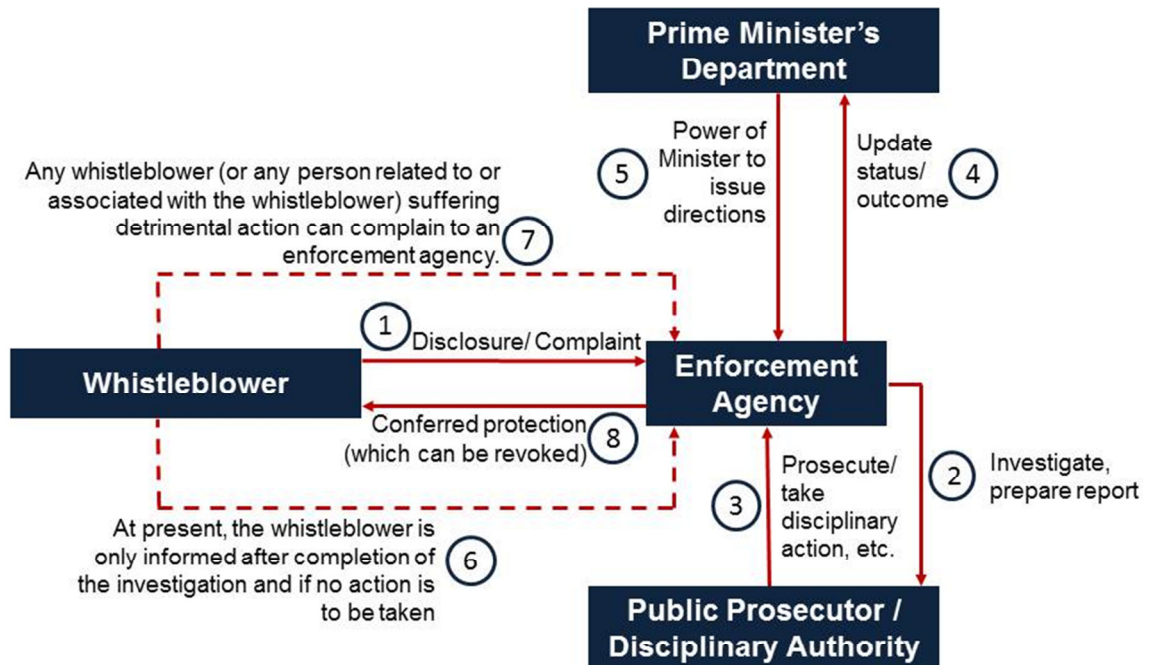 Prime Minister's
Department
Power of
Minister to
issue
directions
5
Update
status/
outcome
4
Any whistleblower (or any person related to or
associated with the whistleblower) suffering
detrimental action can complain to an
enforcement agency.
7
1
Disclosure/ Complaint
Whistleblower
Enforcement
Agency
Conferred protection
(which can be revoked)
8
2
Investigate,
prepare report
3
Prosecute/
take
disciplinary
action, etc.
At present, the whistleblower is
only informed after completion of
the investigation and if no action is
to be taken
6
Public Prosecutor /
Disciplinary Authority